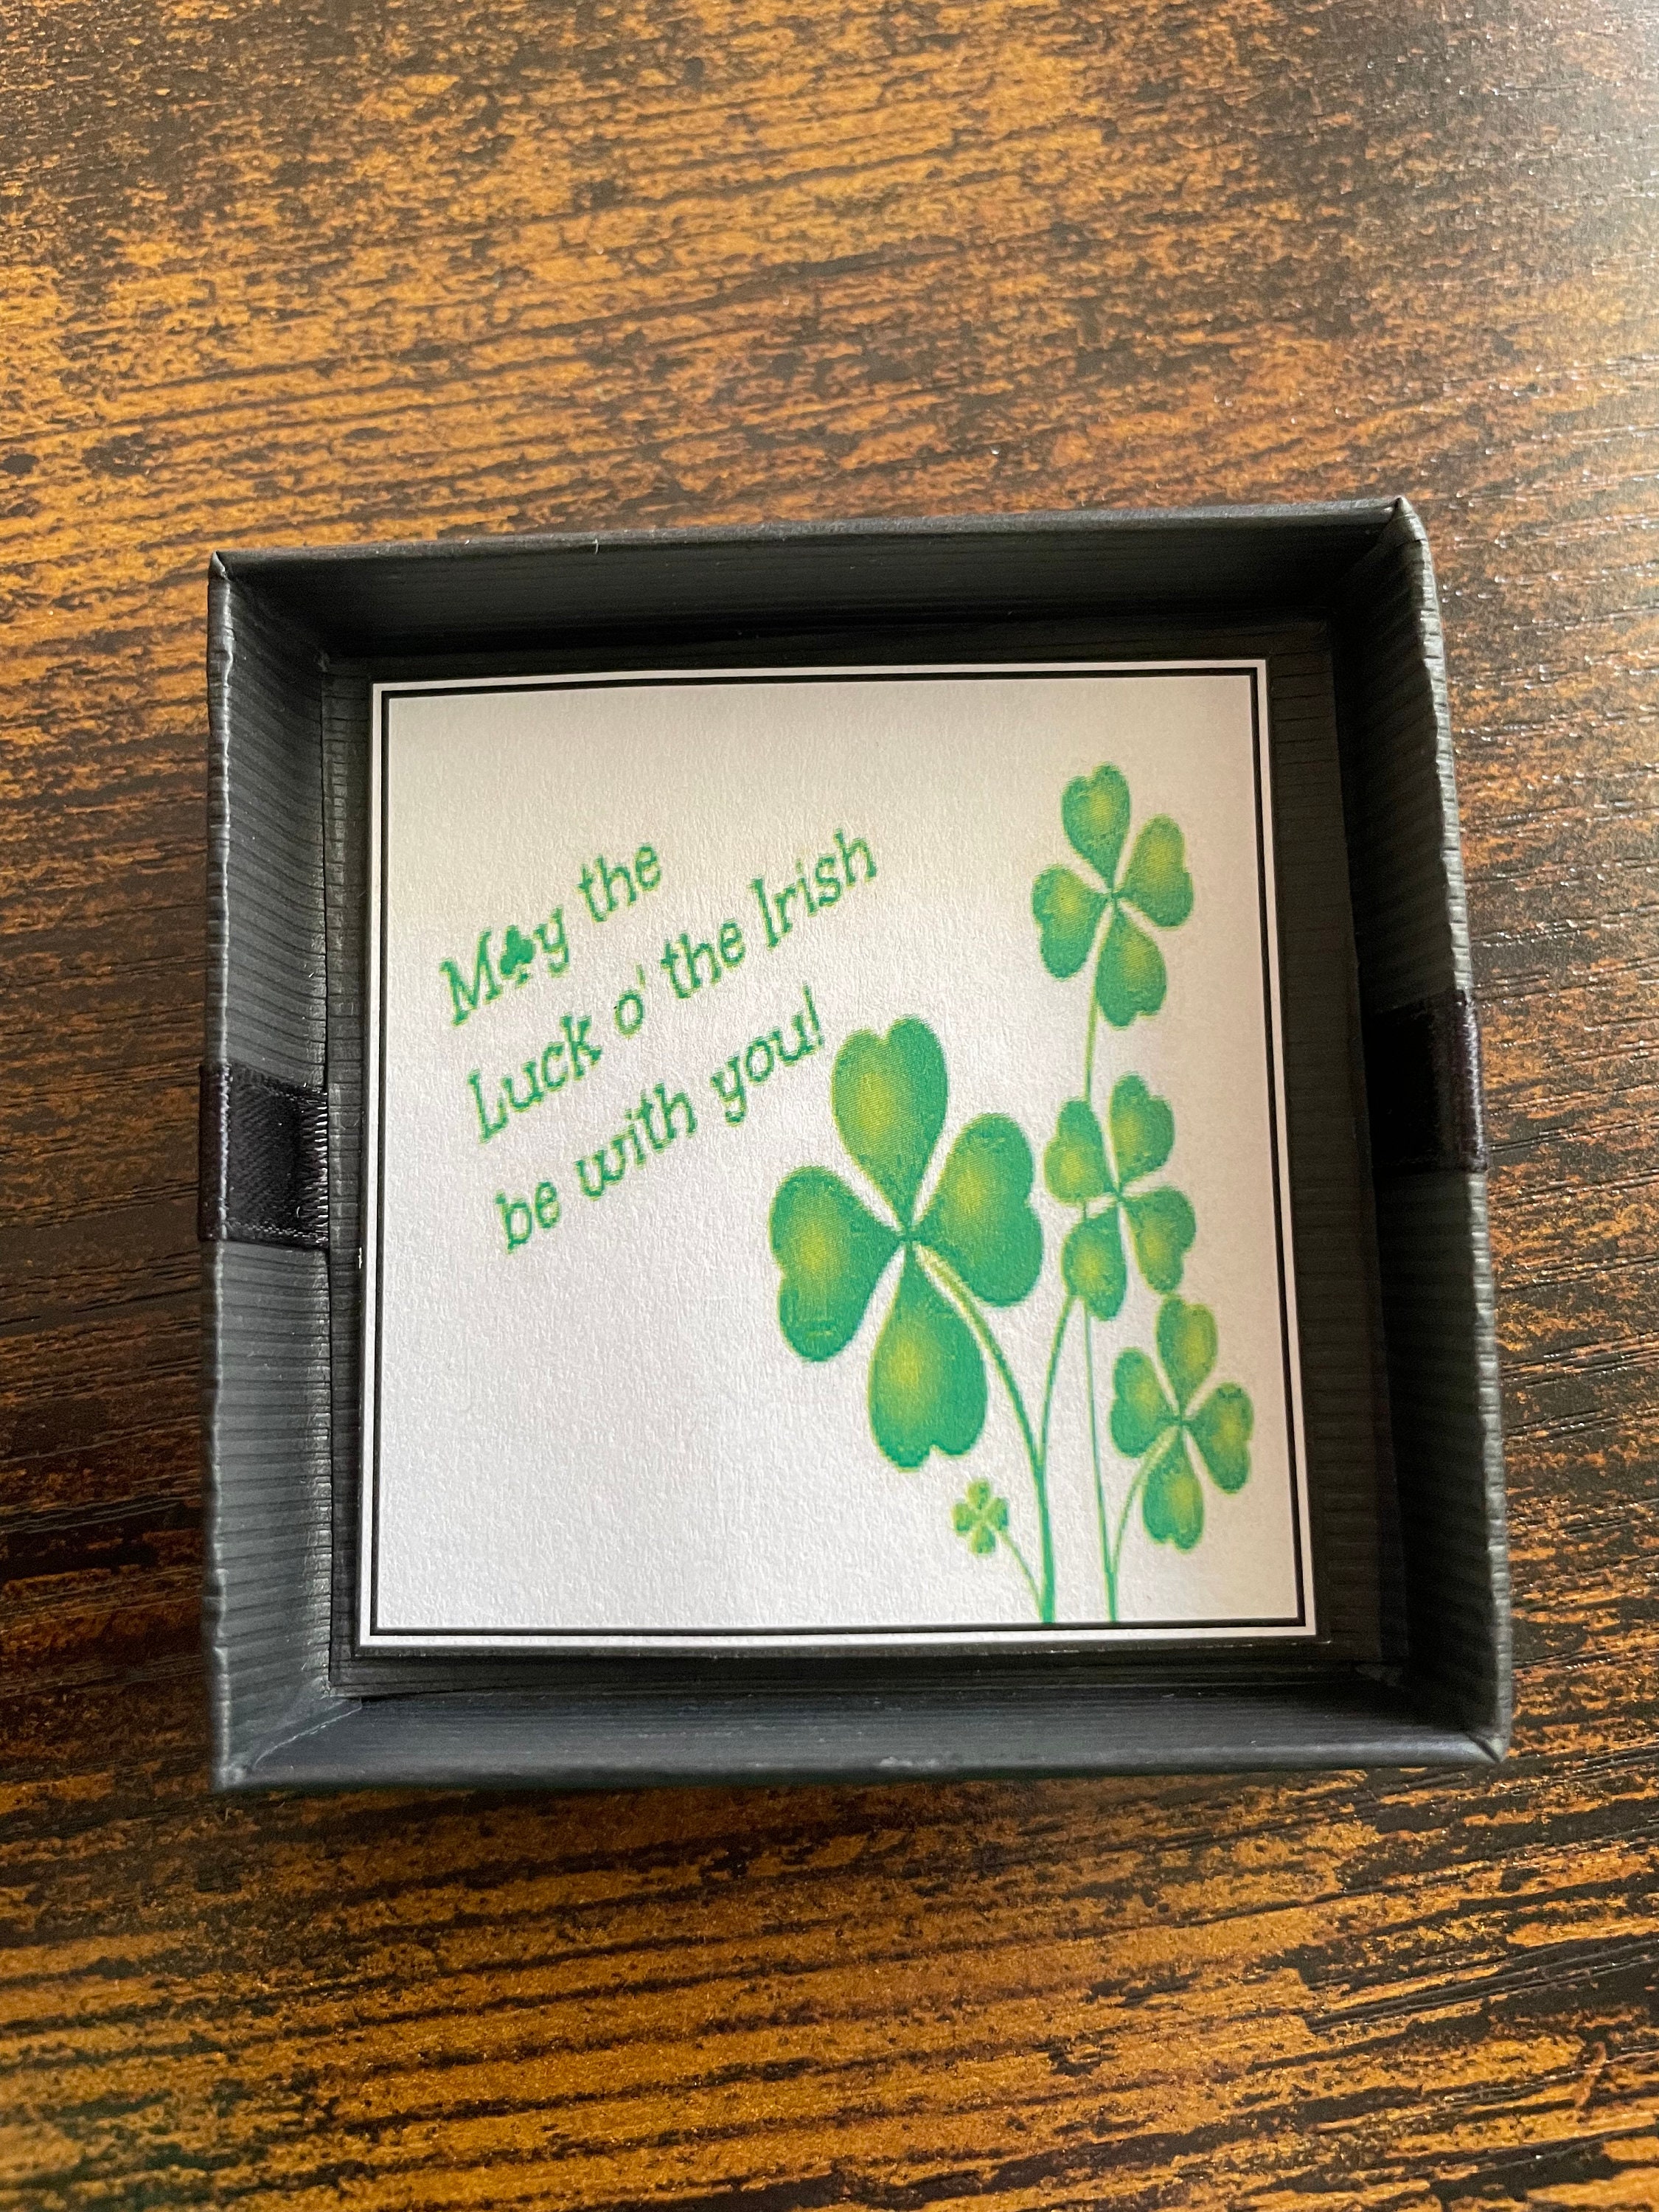 May the
Luck o' the Irish
be with you!